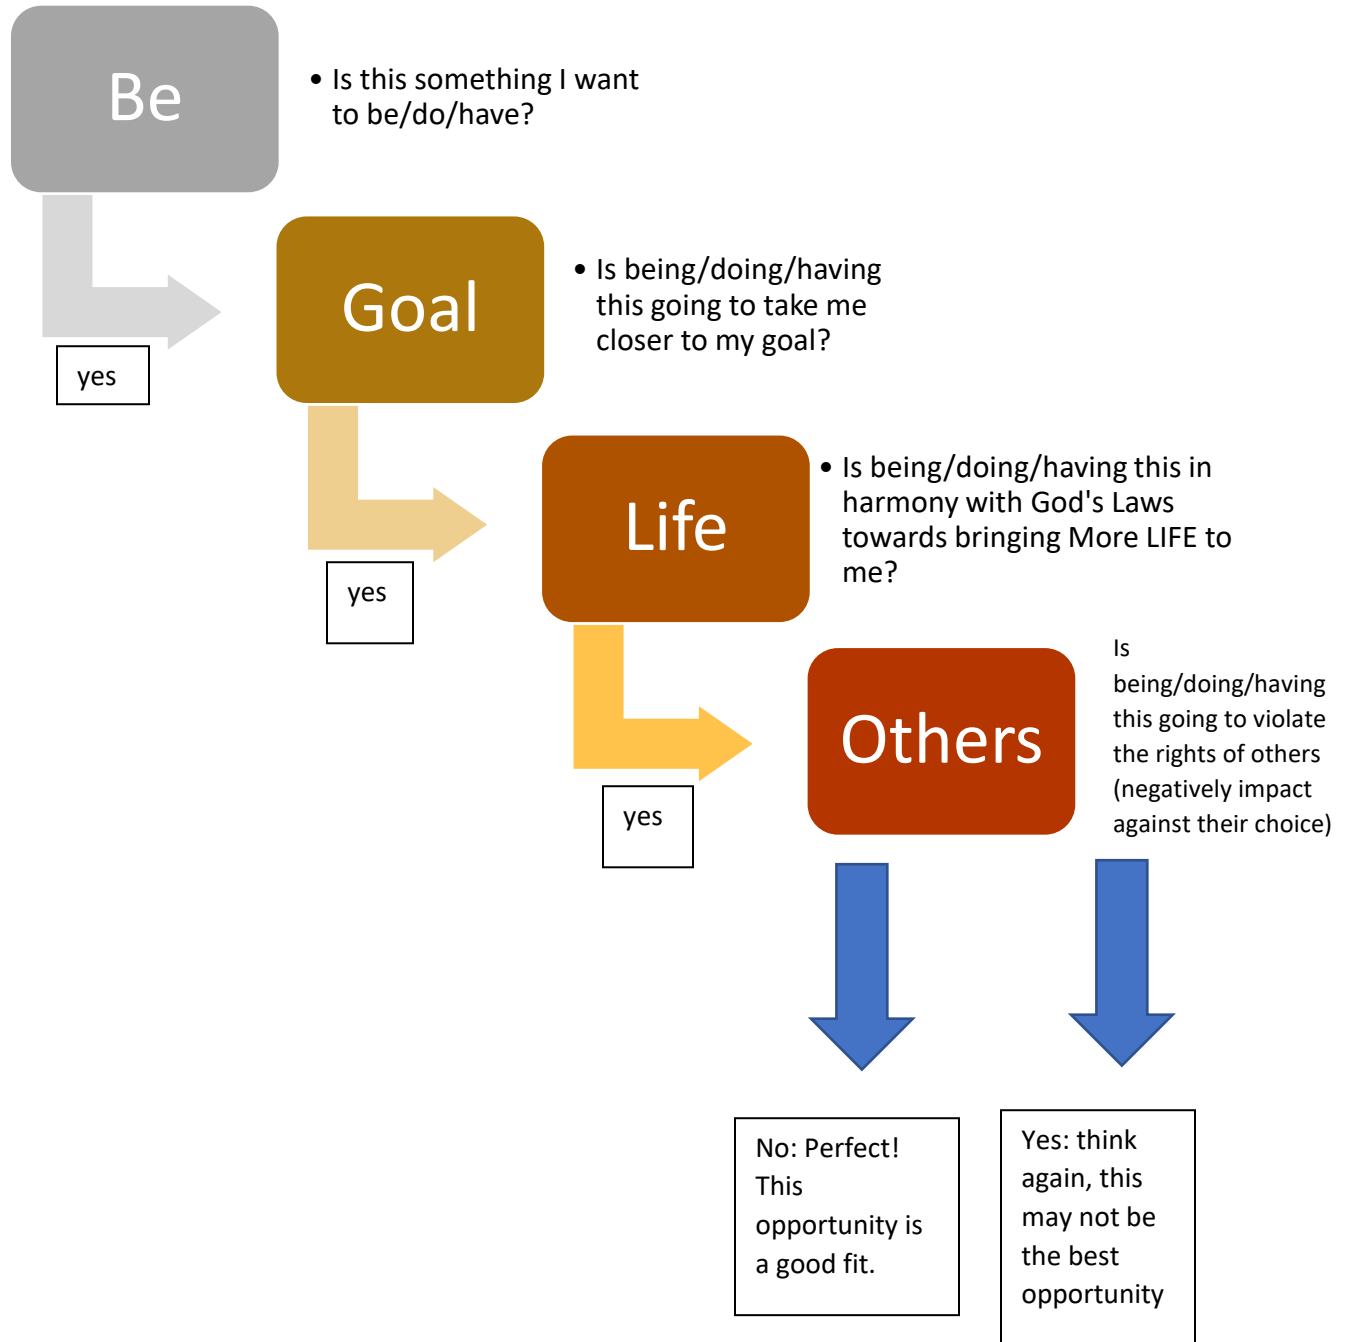 Be
• Is this something I want
to be/do/have?
yes
Goal
• Is being/doing/having
this going to take me
closer to my goal?
yes
Life
• Is being/doing/having this in
harmony with God's Laws
towards bringing More LIFE to
me?
yes
Others
Is
being/doing/having
this going to violate
the rights of others
(negatively impact
against their choice)
No: Perfect!
This
opportunity is
a good fit.
Yes: think
again, this
may not be
the best
opportunity